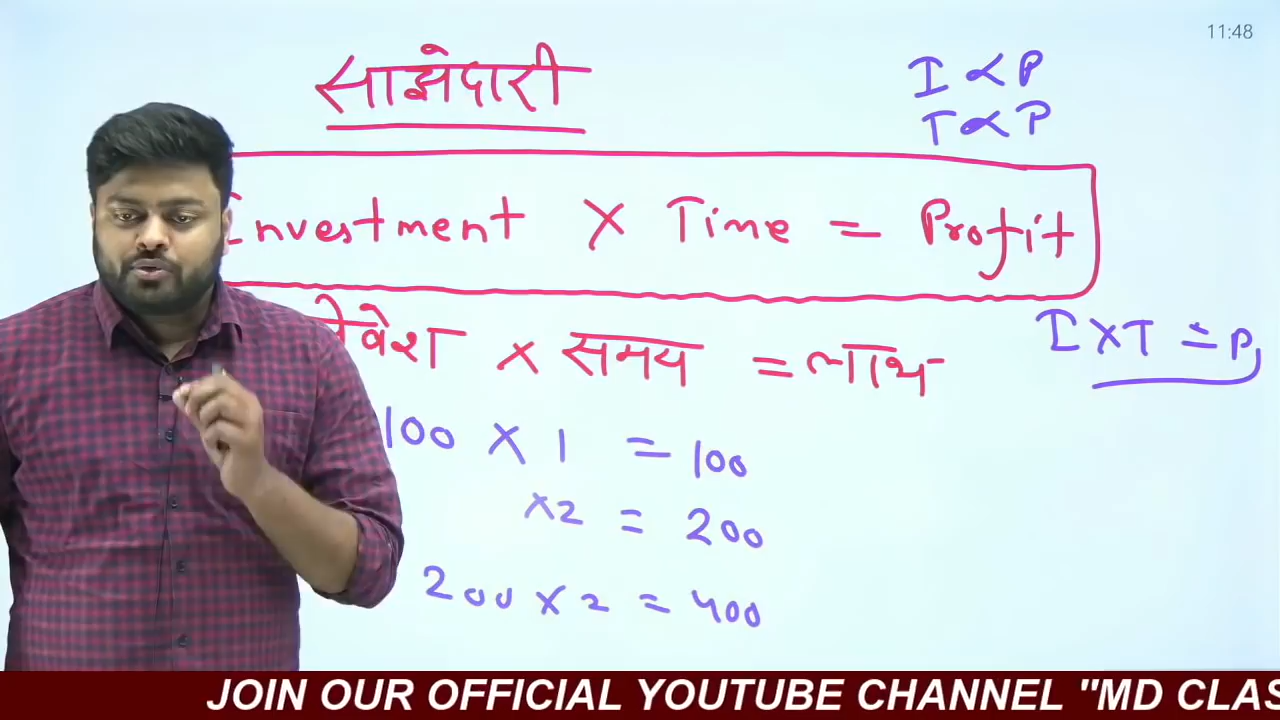 11:48
साझेदारी
I ∝ P
T ∝ P
Investment X Time = Profit
X समय = लाभ
I X T = P
100 X 1 = 100
x2 = 200
200 x 2 = 400
JOIN OUR OFFICIAL YOUTUBE CHANNEL "MD CLAS